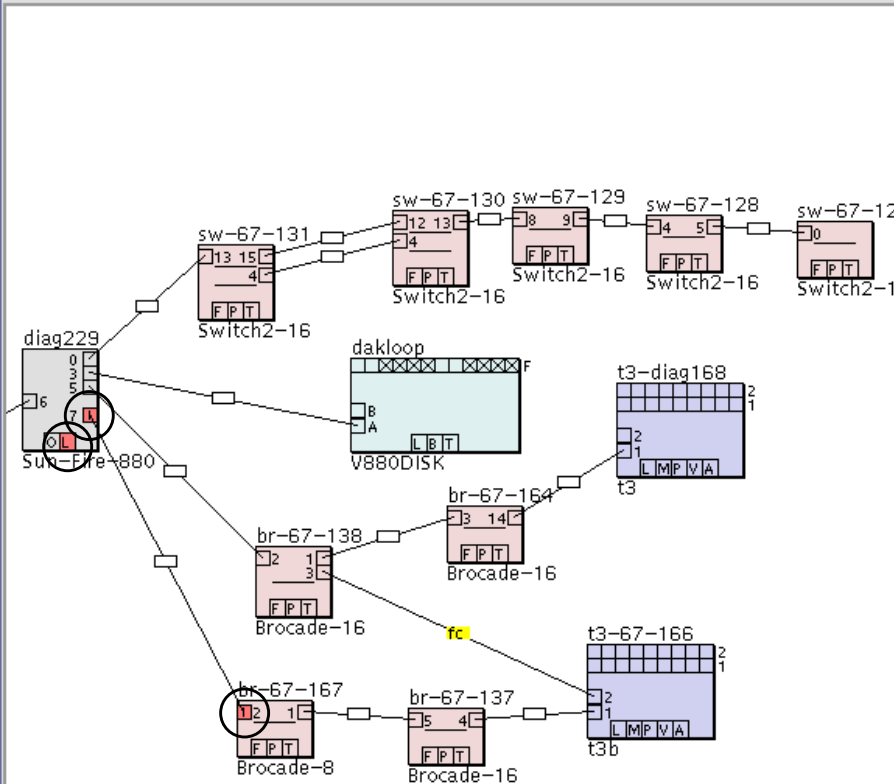 sw-67-131
13 15
4
F P T
Switch2-16
sw-67-130
12 13
4
F P T
Switch2-16
sw-67-129
8 9
F P T
Switch2-16
sw-67-128
4 5
F P T
Switch2-16
sw-67-12
0
F P T
Switch2-1
diag229
0
3
5
6
7
O L
Sun-Fire-880
dakloop
F
B
A
L B T
V880DISK
t3-diag168
2
1
2
1
L M P V A
t3
br-67-164
3 14
F P T
Brocade-16
br-67-138
2 1
3
F P T
Brocade-16
fc
t3-67-166
2
1
2
1
L M P V A
t3b
br-67-167
1 2 1
F P T
Brocade-8
br-67-137
5 4
F P T
Brocade-16